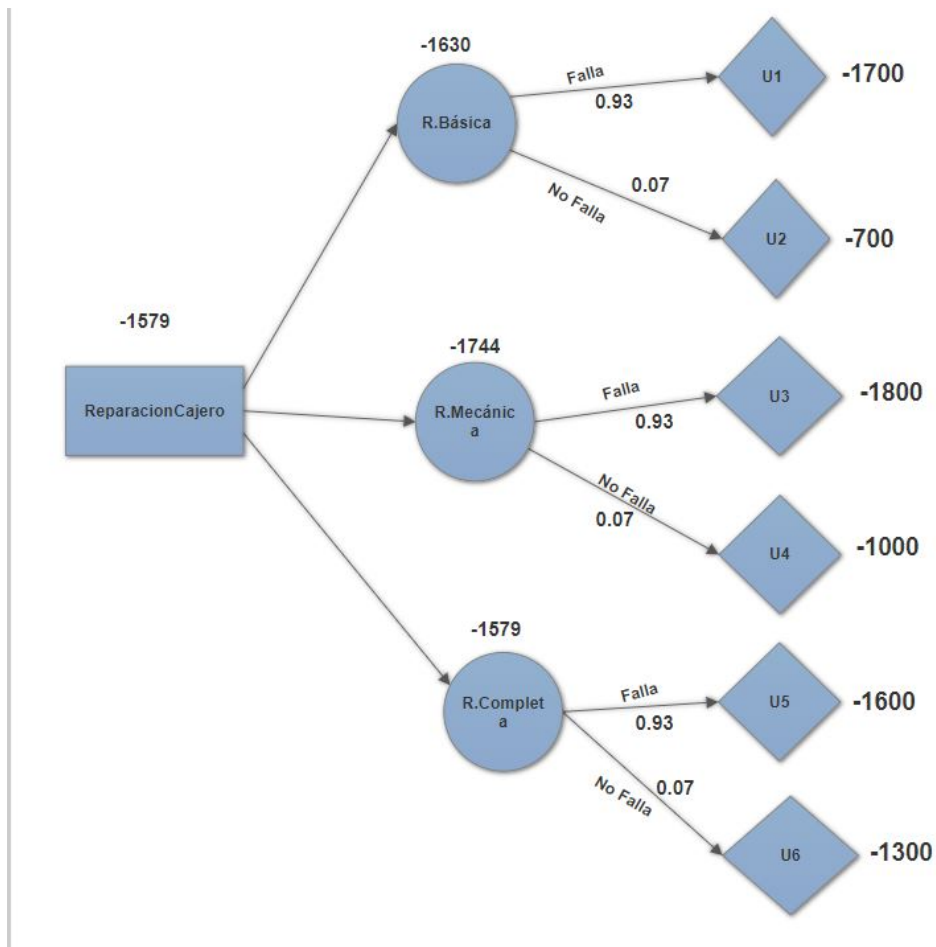 -1630
R.Básica
Falla
0.93
U1
-1700
0.07
No Falla
U2
-700
-1579
ReparacionCajero
-1744
R.Mecánic
a
Falla
0.93
U3
-1800
No Falla
0.07
U4
-1000
-1579
R.Complet
a
Falla
0.93
U5
-1600
0.07
No Falla
U6
-1300